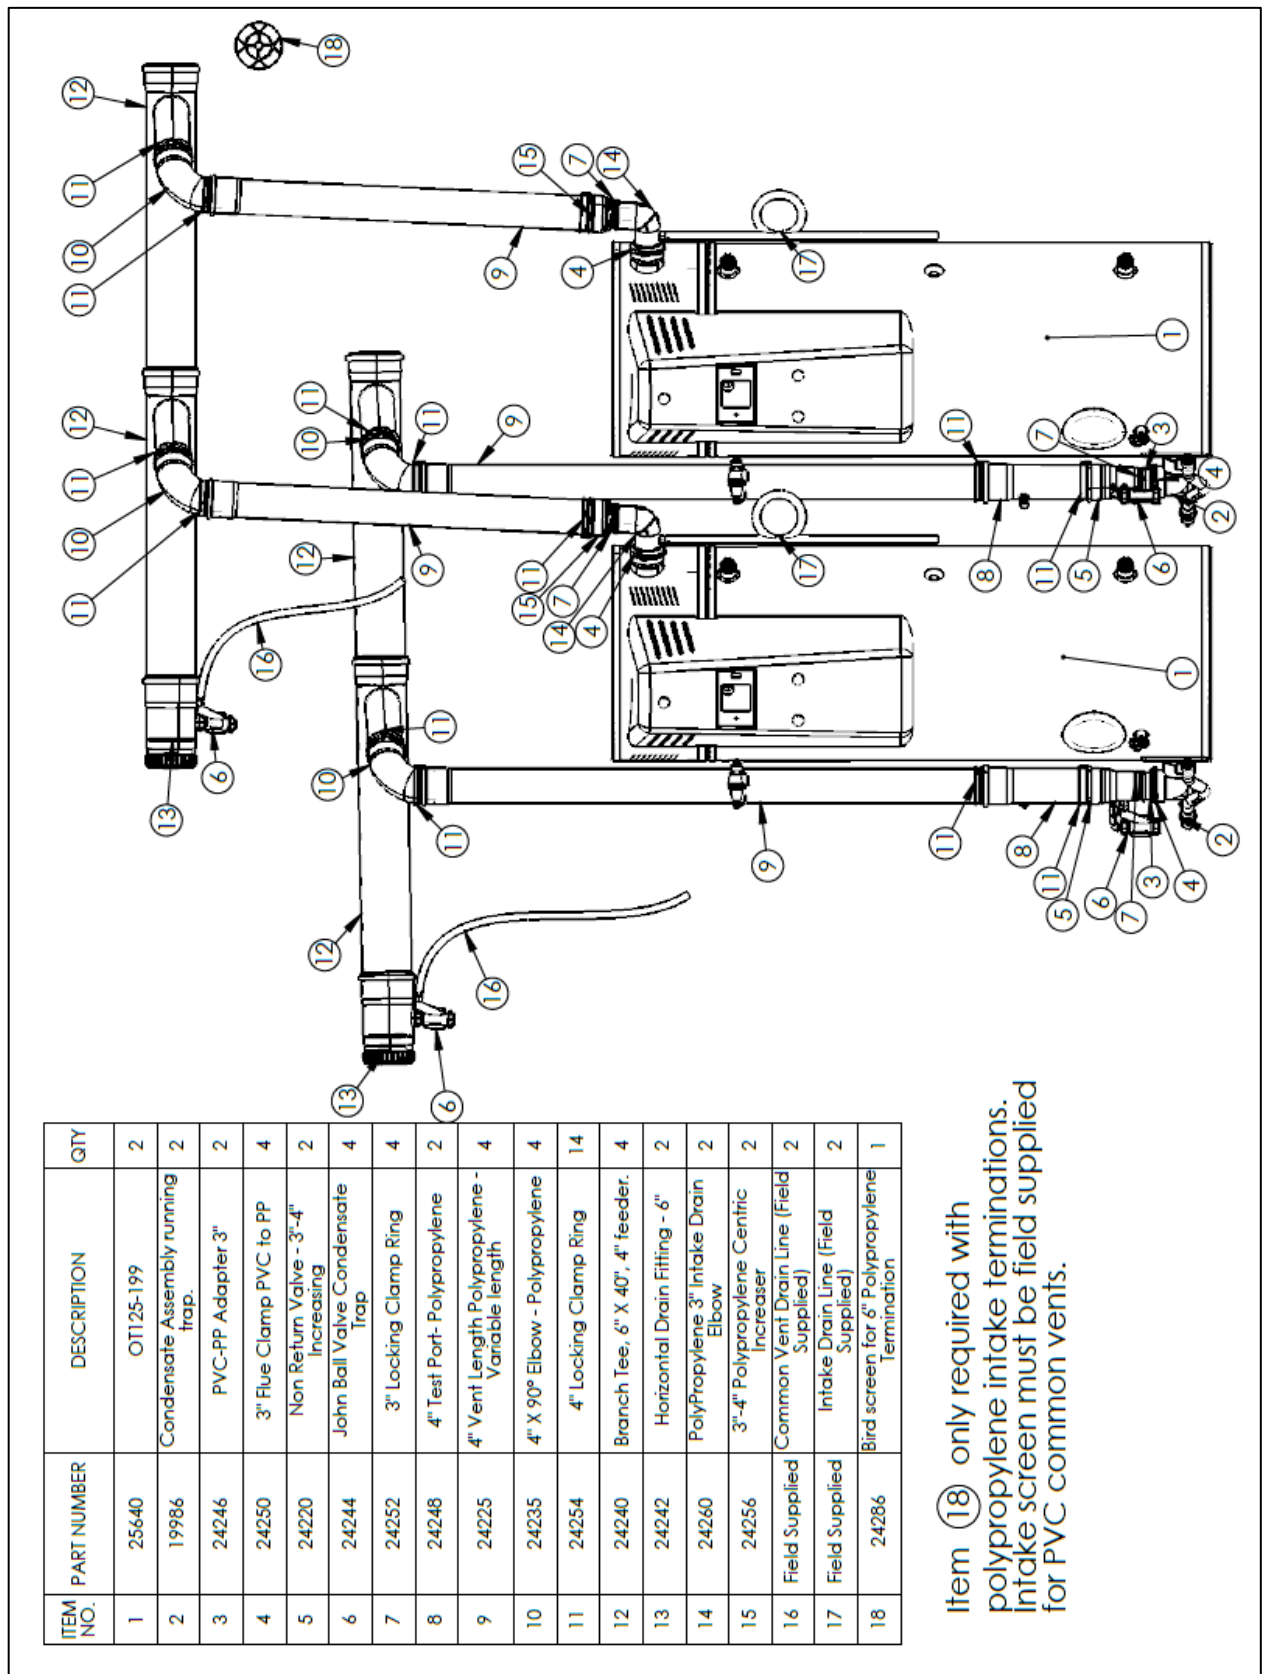 ITEM NO. PART NUMBER DESCRIPTION QTY
1 25640 OT125-199 2
2 19986 Condensate Assembly running
trap. 2
3 24246 PVC-PP Adapter 3" 2
4 24250 3" Flue Clamp PVC to PP 4
5 24220 Non Return Valve - 3"-4"
Increasing 2
6 24244 John Ball Valve Condensate
Trap 4
7 24252 3" Locking Clamp Ring 4
8 24248 4" Test Port- Polypropylene 2
9 24225 4" Vent Length Polypropylene -
Variable length 4
10 24235 4" X 90° Elbow - Polypropylene 4
11 24254 4" Locking Clamp Ring 14
12 24240 Branch Tee, 6" X 40", 4" feeder. 4
13 24242 Horizontal Drain Fitting - 6" 2
14 24260 PolyPropylene 3" Intake Drain
Elbow 2
15 24256 3"-4" Polypropylene Centric
Increaser 2
16 Field Supplied Common Vent Drain Line (Field
Supplied) 2
17 Field Supplied Intake Drain Line (Field
Supplied) 2
18 24286 Bird screen for 6" Polypropylene
Termination 1
Item 18 only required with
polypropylene intake terminations.
Intake screen must be field supplied
for PVC common vents.
11
10
11
12
11
10
11
12
13
6
16
12
10
11
12
10
18
13
9
11
11
6
11
16
9
9
15
15
11
14
7
4
7
4
14
9
17
17
11
11
8
8
7
11
11
5
5
6
7
3
3
6
1
1
4
4
2
2